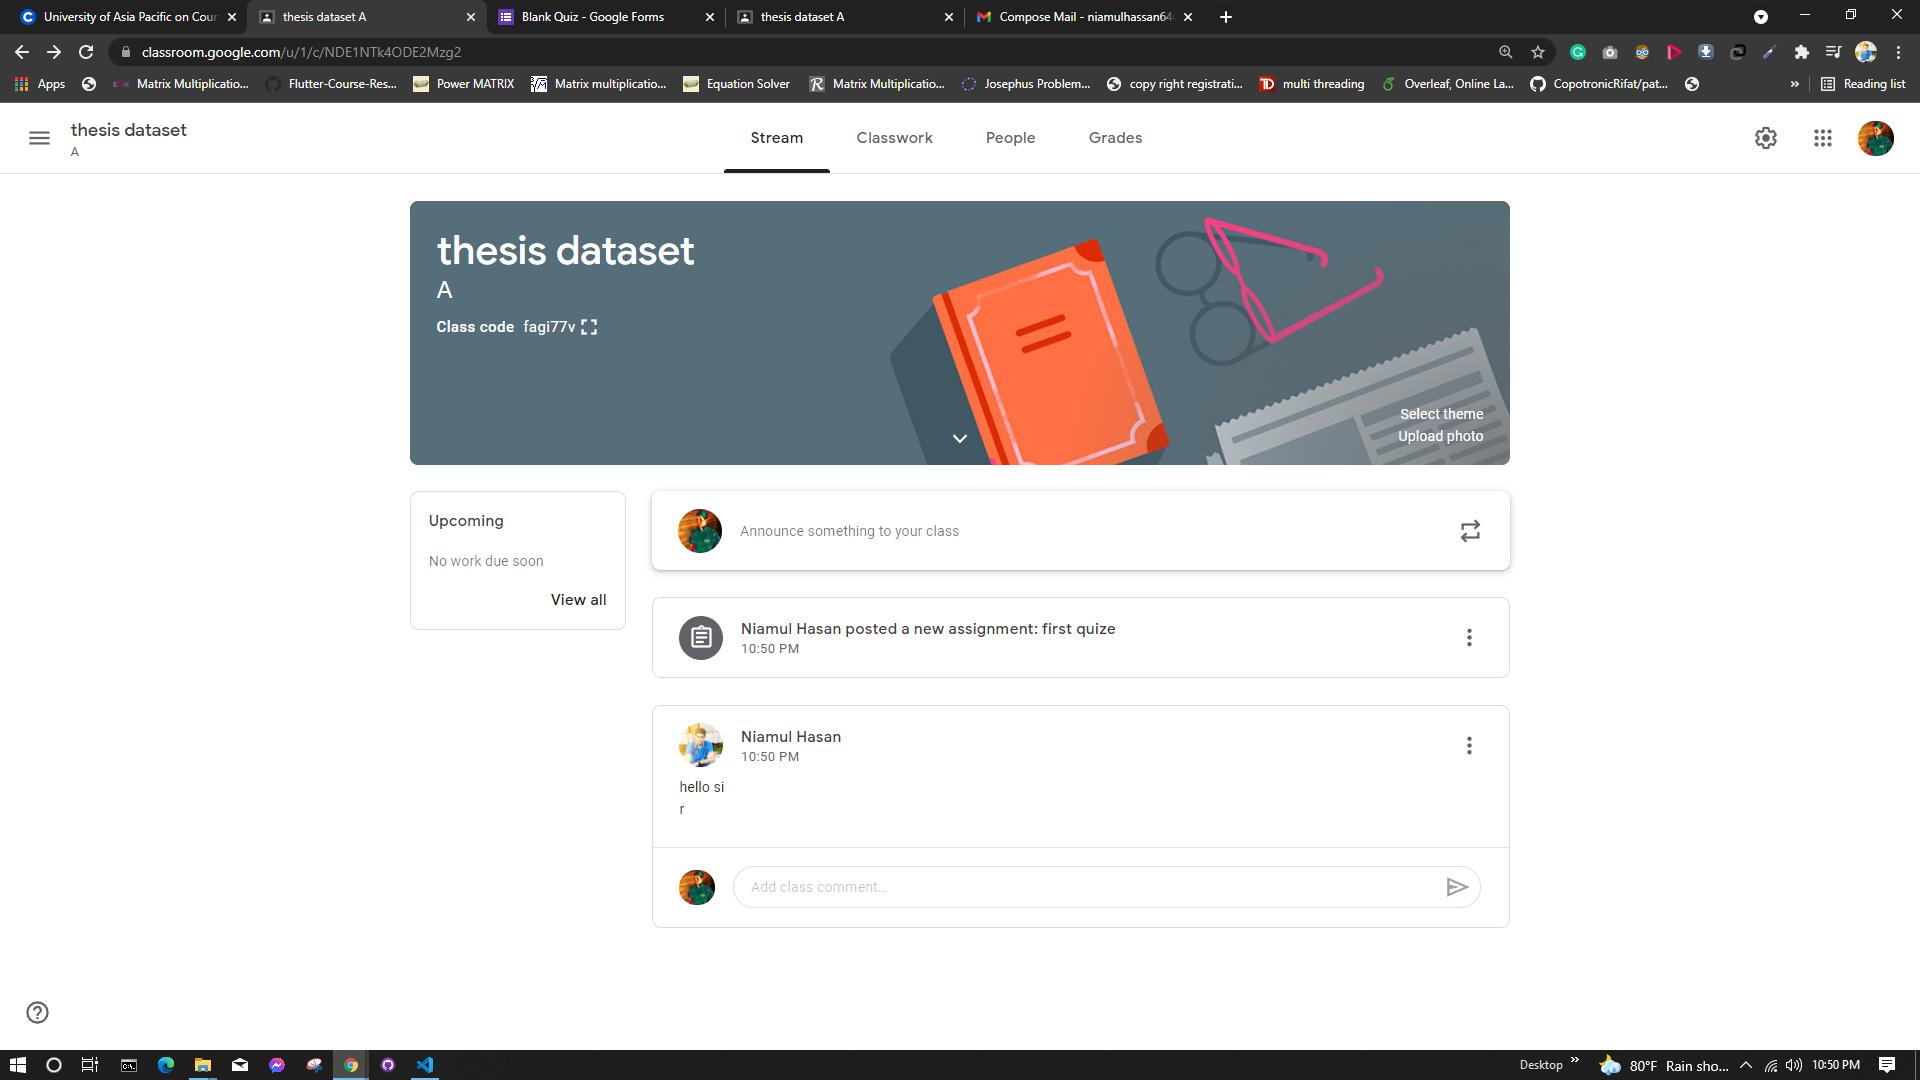 University of Asia Pacific on Cour
thesis dataset A
Blank Quiz - Google Forms
thesis dataset A
Compose Mail - niamulhassan64
classroom.google.com/u/1/c/NDE1NTk4ODE2Mzg2
Apps
Matrix Multiplicatio...
Flutter-Course-Res...
Power MATRIX
Matrix multiplicatio...
Equation Solver
Matrix Multiplicatio...
Josephus Problem...
copy right registrati...
multi threading
Overleaf, Online La...
CopotronicRifat/pat...
»
Reading list
thesis dataset
A
Stream
Classwork
People
Grades
thesis dataset
A
Class code fagi77v
Select theme
Upload photo
Upcoming
No work due soon
View all
Announce something to your class
Niamul Hasan posted a new assignment: first quize
10:50 PM
Niamul Hasan
10:50 PM
hello si
r
Add class comment...
Desktop »
80°F Rain sho...
10:50 PM